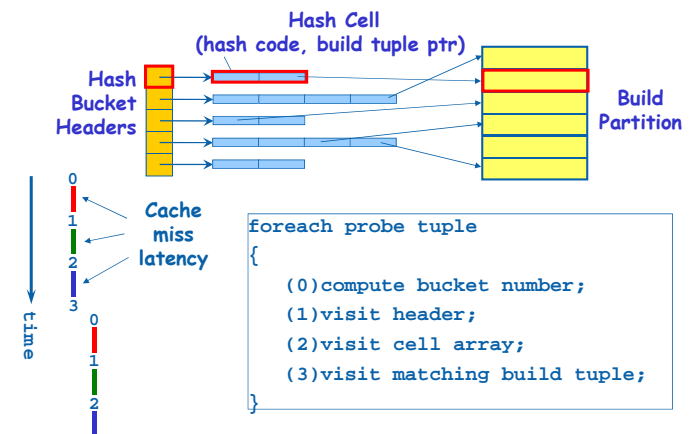 Hash Cell
(hash code, build tuple ptr)
Hash
Bucket
Headers
Build
Partition
0
1
2
3
Cache
miss
latency
time
0
1
2
foreach probe tuple
{
(0)compute bucket number;
(1)visit header;
(2)visit cell array;
(3)visit matching build tuple;
}